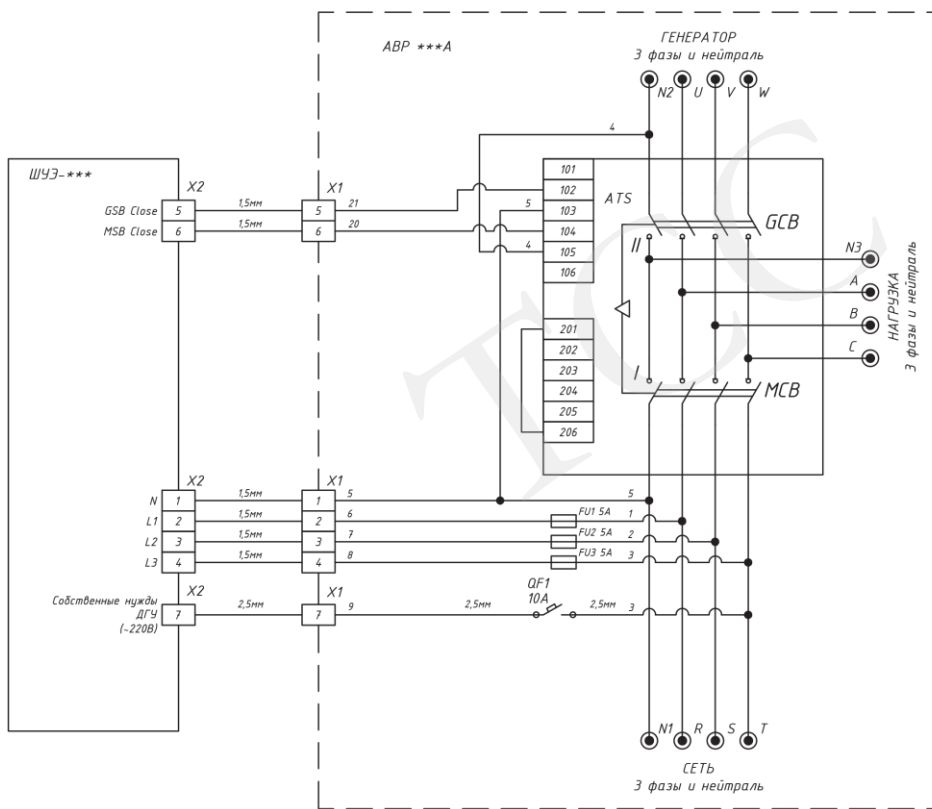 АВР ***А
ГЕНЕРАТОР
3 фазы и нейтраль
N2 U V W
4
ШУЭ-***
X2 X1
101
102
103
104
105
106
ATS
GCB
GSB Close 5 1,5мм 5 21
MSB Close 6 1,5мм 6 20
5
4
II
N3
A
B
C
НАГРУЗКА
3 фазы и нейтраль
201
202
203
204
205
206
I
MCB
TCC
X2 X1
N 1 1,5мм 1 5 5
L1 2 1,5мм 2 6 FU1 5A 1
L2 3 1,5мм 3 7 FU2 5A 2
L3 4 1,5мм 4 8 FU3 5A 3
X2 X1
Собственные нужды
ДГУ
(~220В)
7 2,5мм 7 9 2,5мм
QF1
10A
2,5мм 3
N1 R S T
СЕТЬ
3 фазы и нейтраль